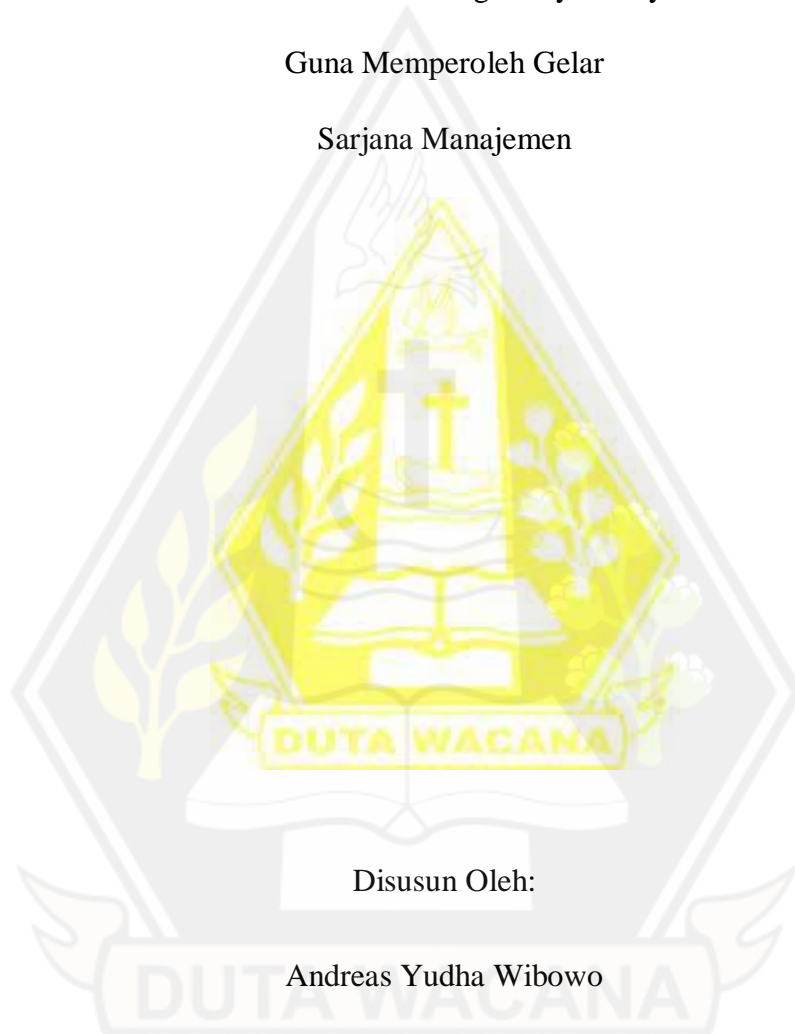 Guna Memperoleh Gelar
Sarjana Manajemen
DUTA WACANA
Disusun Oleh:
Andreas Yudha Wibowo
DUTA WACANA